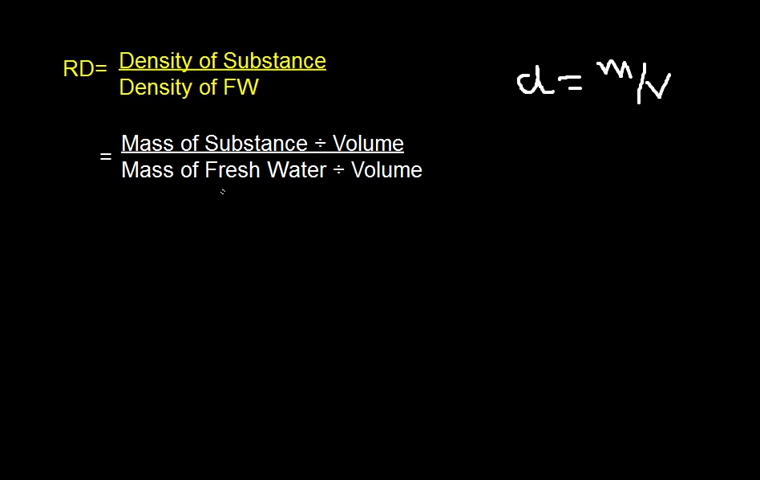 RD= Density of Substance
Density of FW
d = m/v
= Mass of Substance ÷ Volume
Mass of Fresh Water ÷ Volume